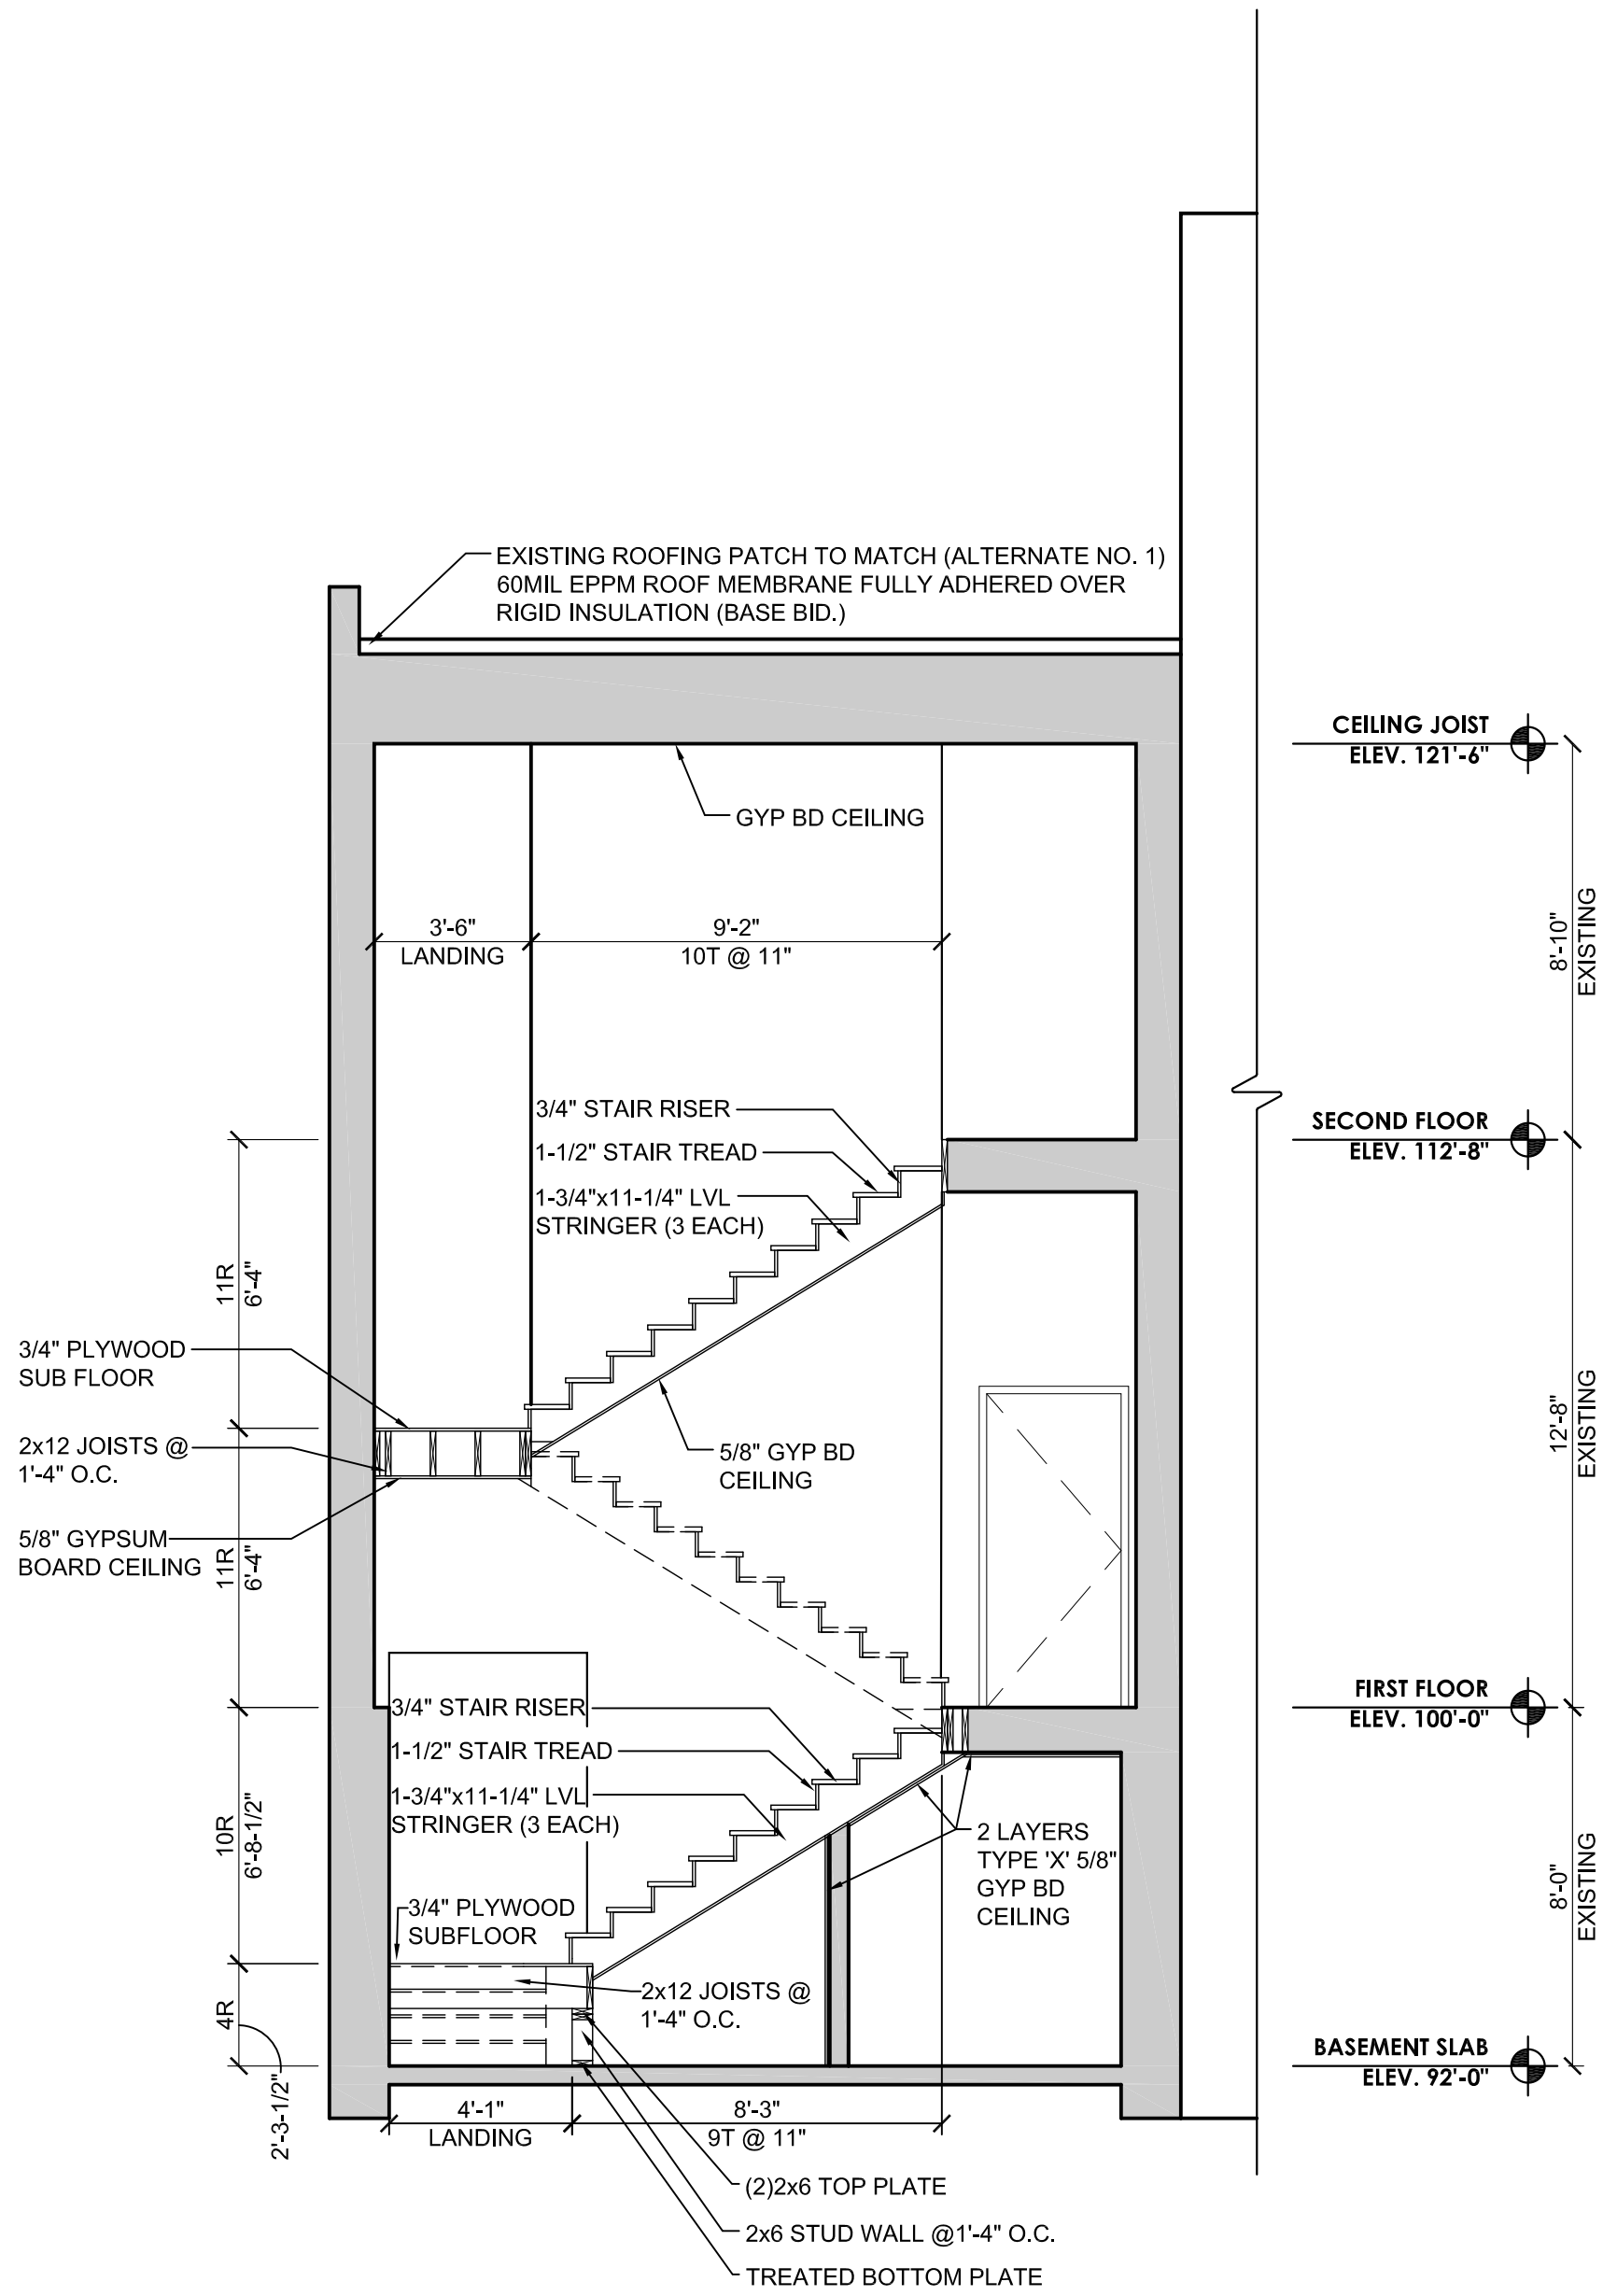 EXISTING ROOFING PATCH TO MATCH (ALTERNATE NO. 1)
60MIL EPPM ROOF MEMBRANE FULLY ADHERED OVER
RIGID INSULATION (BASE BID.)
CEILING JOIST
ELEV. 121'-6"
GYP BD CEILING
3'-6"
LANDING
9'-2"
10T @ 11"
8'-10"
EXISTING
3/4" STAIR RISER
1-1/2" STAIR TREAD
1-3/4"x11-1/4" LVL
STRINGER (3 EACH)
SECOND FLOOR
ELEV. 112'-8"
11R
6'-4"
3/4" PLYWOOD
SUB FLOOR
2x12 JOISTS @
1'-4" O.C.
5/8" GYPSUM
BOARD CEILING
11R
6'-4"
5/8" GYP BD
CEILING
12'-8"
EXISTING
FIRST FLOOR
ELEV. 100'-0"
3/4" STAIR RISER
1-1/2" STAIR TREAD
1-3/4"x11-1/4" LVL
STRINGER (3 EACH)
10R
6'-8-1/2"
2 LAYERS
TYPE 'X' 5/8"
GYP BD
CEILING
8'-0"
EXISTING
3/4" PLYWOOD
SUBFLOOR
2x12 JOISTS @
1'-4" O.C.
4R
2'-3-1/2"
BASEMENT SLAB
ELEV. 92'-0"
4'-1"
LANDING
8'-3"
9T @ 11"
(2)2x6 TOP PLATE
2x6 STUD WALL @1'-4" O.C.
TREATED BOTTOM PLATE